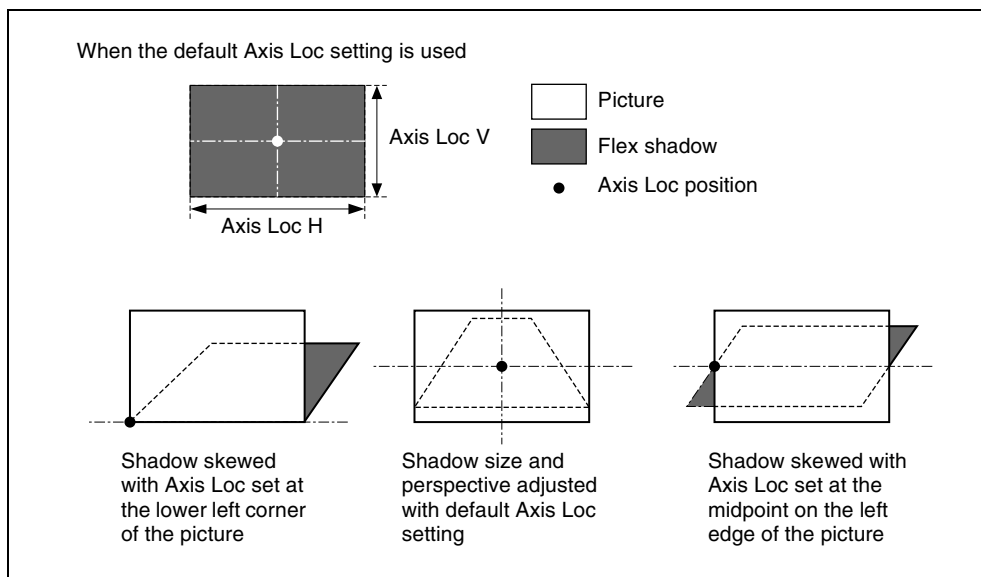 When the default Axis Loc setting is used
Axis Loc V
Axis Loc H
Picture
Flex shadow
Axis Loc position
Shadow skewed
with Axis Loc set at
the lower left corner
of the picture
Shadow size and
perspective adjusted
with default Axis Loc
setting
Shadow skewed with
Axis Loc set at the
midpoint on the left
edge of the picture